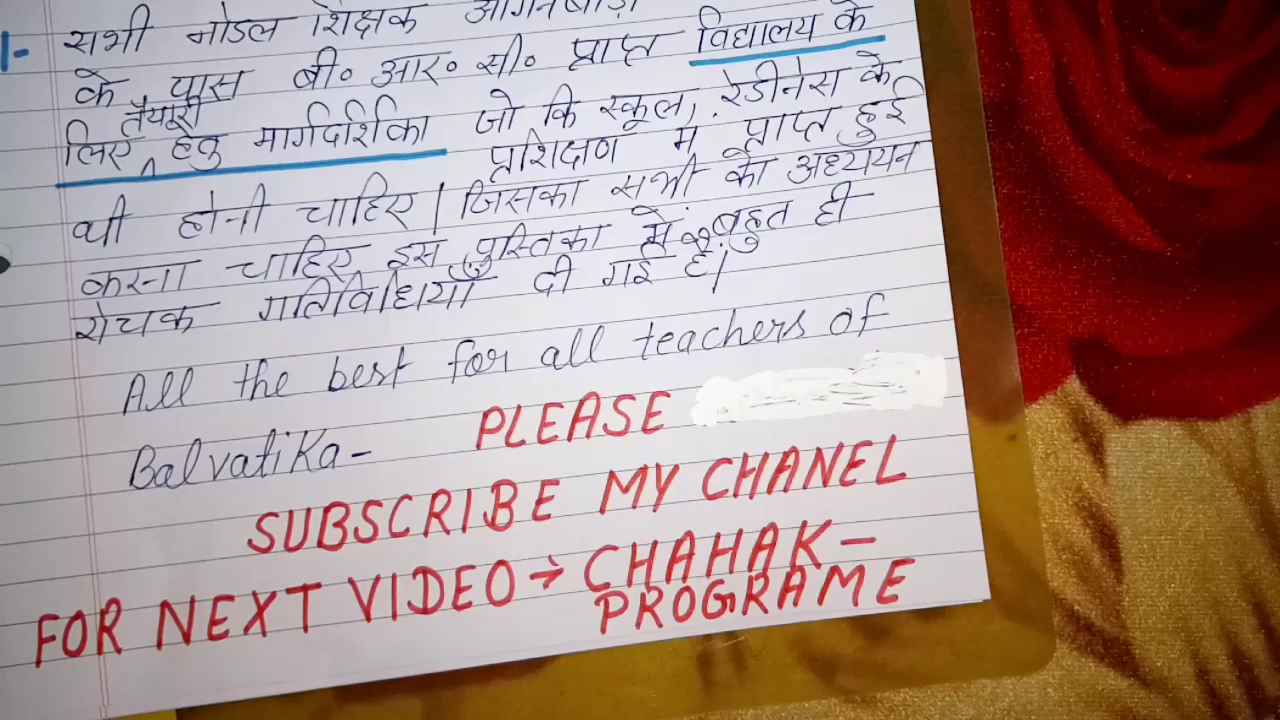 1- सभी नोडल शिक्षक आंगनबाड़ी
के पास बी० आर० सी० प्राप्त विद्यालय के
लिए तैयारी हेतु मार्गदर्शिका जो कि स्कूल, रेडीनेस के
प्रशिक्षण में प्राप्त हुई
थी होनी चाहिए। जिसका सभी को अध्ययन
करना चाहिए इस पुस्तिका में बहुत ही
रोचक गतिविधियाँ दी गई हैं।
All the best for all teachers of
Balvatika-
PLEASE
SUBSCRIBE MY CHANEL
FOR NEXT VIDEO → CHAHAK-
PROGRAME